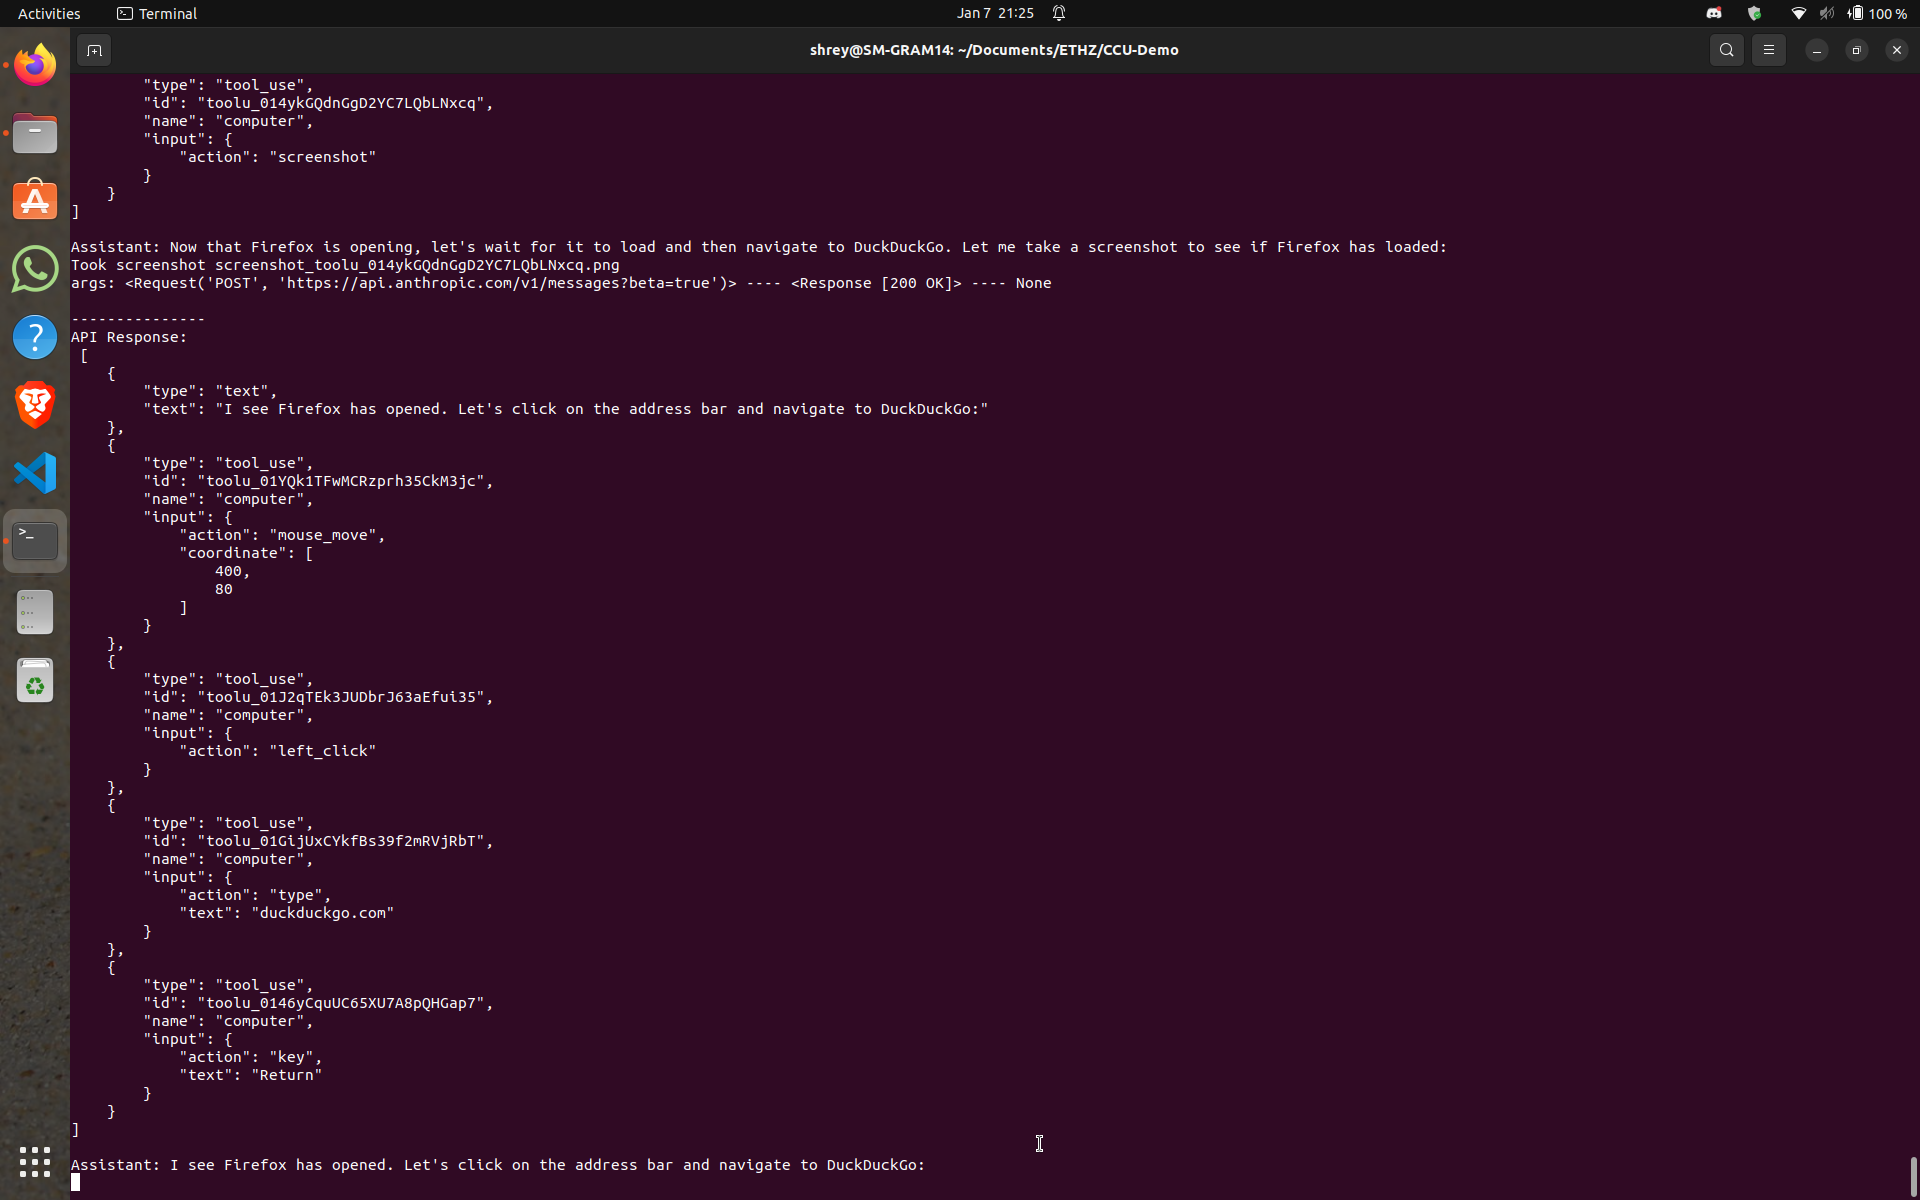 Activities
Terminal
Jan 7 21:25
100 %
shrey@SM-GRAM14: ~/Documents/ETHZ/CCU-Demo
"type": "tool_use",
"id": "toolu_014ykGQdnGgD2YC7LQbLNxcq",
"name": "computer",
"input": {
"action": "screenshot"
}
}
]
Assistant: Now that Firefox is opening, let's wait for it to load and then navigate to DuckDuckGo. Let me take a screenshot to see if Firefox has loaded:
Took screenshot screenshot_toolu_014ykGQdnGgD2YC7LQbLNxcq.png
args: <Request('POST', 'https://api.anthropic.com/v1/messages?beta=true')> ---- <Response [200 OK]> ---- None
---------------
API Response:
[
{
"type": "text",
"text": "I see Firefox has opened. Let's click on the address bar and navigate to DuckDuckGo:"
},
{
"type": "tool_use",
"id": "toolu_01YQk1TFwMCRzprh35CkM3jc",
"name": "computer",
"input": {
"action": "mouse_move",
"coordinate": [
400,
80
]
}
},
{
"type": "tool_use",
"id": "toolu_01J2qTEk3JUDbrJ63aEfui35",
"name": "computer",
"input": {
"action": "left_click"
}
},
{
"type": "tool_use",
"id": "toolu_01GijUxCYkfBs39f2mRVjRbT",
"name": "computer",
"input": {
"action": "type",
"text": "duckduckgo.com"
}
},
{
"type": "tool_use",
"id": "toolu_0146yCquUC65XU7A8pQHGap7",
"name": "computer",
"input": {
"action": "key",
"text": "Return"
}
}
]
Assistant: I see Firefox has opened. Let's click on the address bar and navigate to DuckDuckGo: